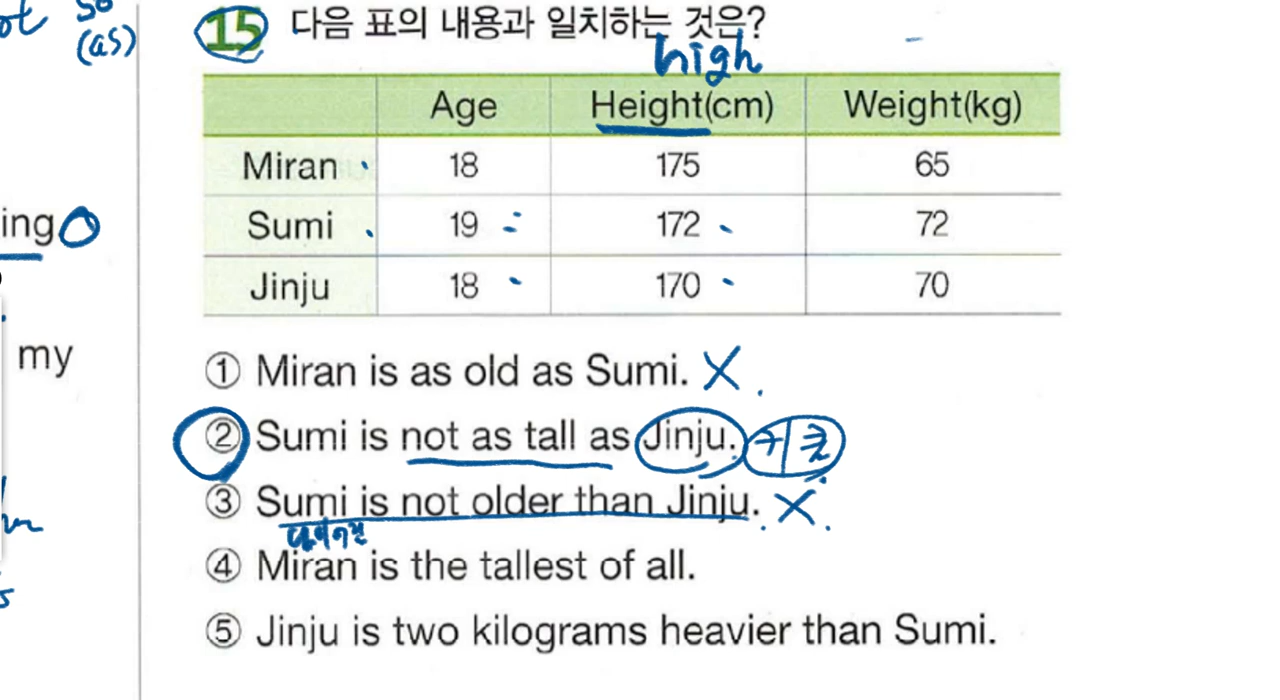 ot so
(as)
15 다음 표의 내용과 일치하는 것은?
high
Age Height(cm) Weight(kg)
Miran 18 175 65
Sumi 19 172 72
Jinju 18 170 70
ing
my
① Miran is as old as Sumi. X
② Sumi is not as tall as Jinju.
③ Sumi is not older than Jinju. X
④ Miran is the tallest of all.
⑤ Jinju is two kilograms heavier than Sumi.